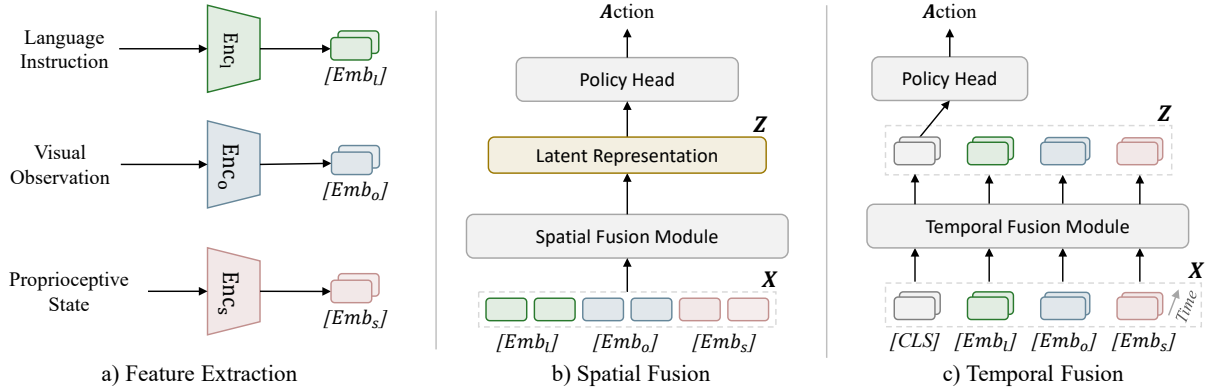 Language
Instruction
Enc_l
[Emb_l]
Visual
Observation
Enc_o
[Emb_o]
Proprioceptive
State
Enc_s
[Emb_s]
a) Feature Extraction
Action
Policy Head
Z
Latent Representation
Spatial Fusion Module
X
[Emb_l] [Emb_o] [Emb_s]
b) Spatial Fusion
Action
Policy Head
Z
Temporal Fusion Module
X
Time
[CLS] [Emb_l] [Emb_o] [Emb_s]
c) Temporal Fusion